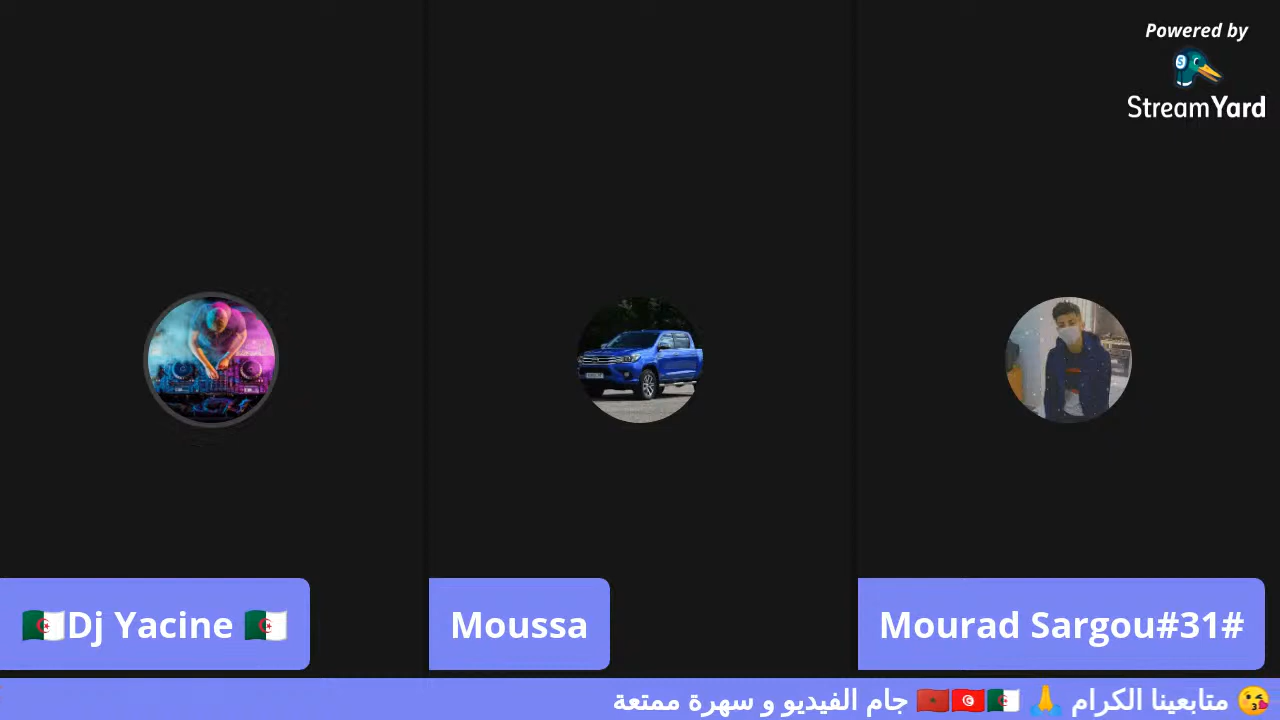 Powered by
StreamYard
🇩🇿Dj Yacine 🇩🇿
Moussa
Mourad Sargou#31#
😘 متابعينا الكرام 🙏 🇩🇿🇹🇳🇲🇦 جام الفيديو و سهرة ممتعة